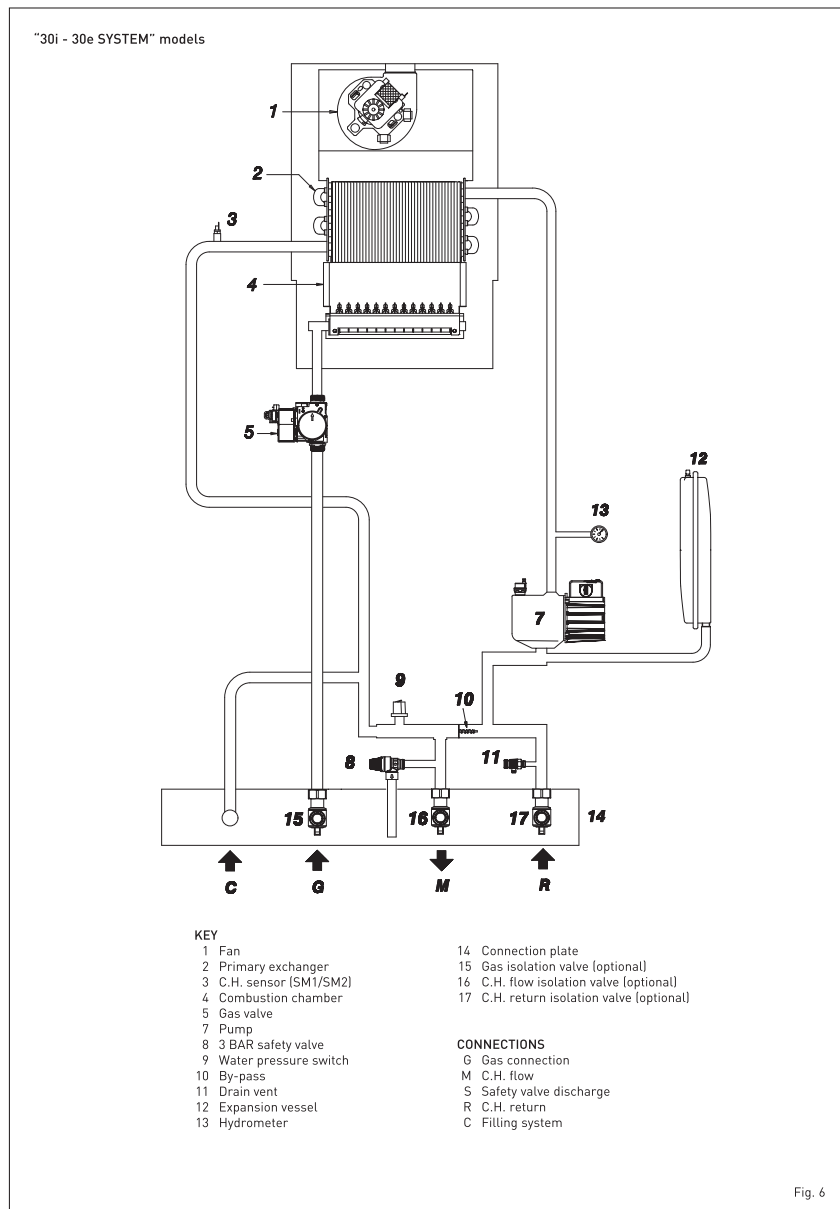 “30i - 30e SYSTEM” models
1
2
3
4
5
12
13
7
9
10
8
11
15
16
17
14
C
G
M
R
KEY
1 Fan
2 Primary exchanger
3 C.H. sensor (SM1/SM2)
4 Combustion chamber
5 Gas valve
7 Pump
8 3 BAR safety valve
9 Water pressure switch
10 By-pass
11 Drain vent
12 Expansion vessel
13 Hydrometer
14 Connection plate
15 Gas isolation valve (optional)
16 C.H. flow isolation valve (optional)
17 C.H. return isolation valve (optional)
CONNECTIONS
G Gas connection
M C.H. flow
S Safety valve discharge
R C.H. return
C Filling system
Fig. 6